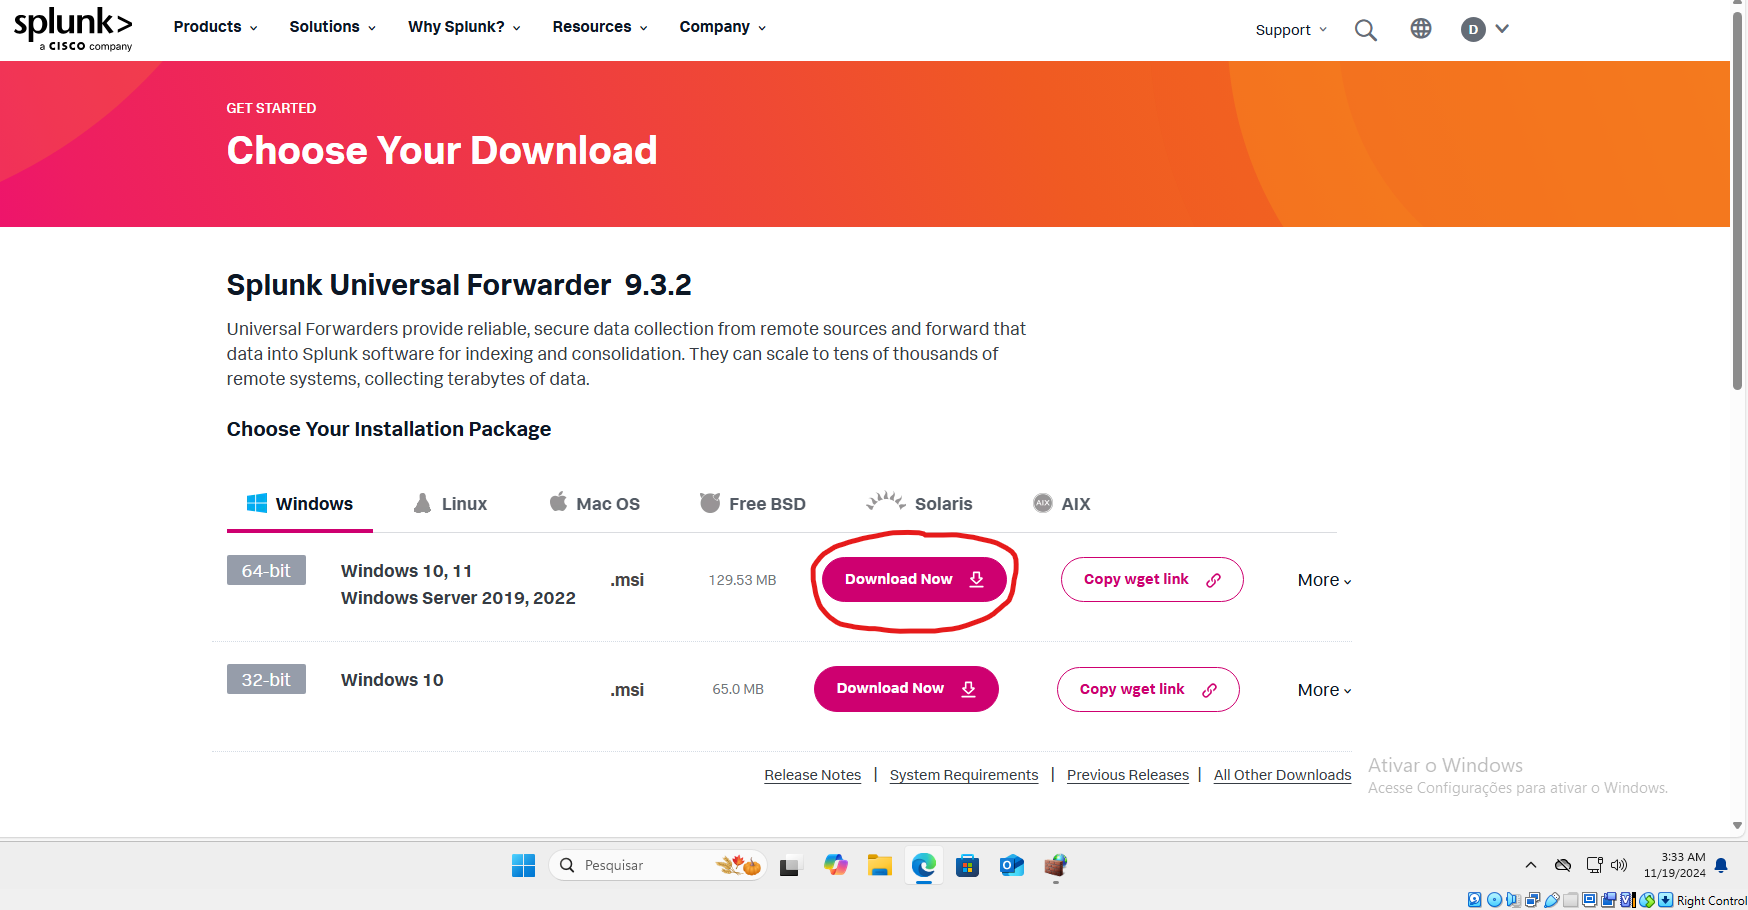 splunk>
a CISCO company
Products
Solutions
Why Splunk?
Resources
Company
Support
D
GET STARTED
Choose Your Download
Splunk Universal Forwarder 9.3.2
Universal Forwarders provide reliable, secure data collection from remote sources and forward that
data into Splunk software for indexing and consolidation. They can scale to tens of thousands of
remote systems, collecting terabytes of data.
Choose Your Installation Package
Windows
Linux
Mac OS
Free BSD
Solaris
AIX
AIX
64-bit
Windows 10, 11
Windows Server 2019, 2022
.msi
129.53 MB
Download Now
Copy wget link
More
32-bit
Windows 10
.msi
65.0 MB
Download Now
Copy wget link
More
Release Notes | System Requirements | Previous Releases | All Other Downloads
Ativar o Windows
Acesse Configurações para ativar o Windows.
Pesquisar
3:33 AM
11/19/2024
Right Control